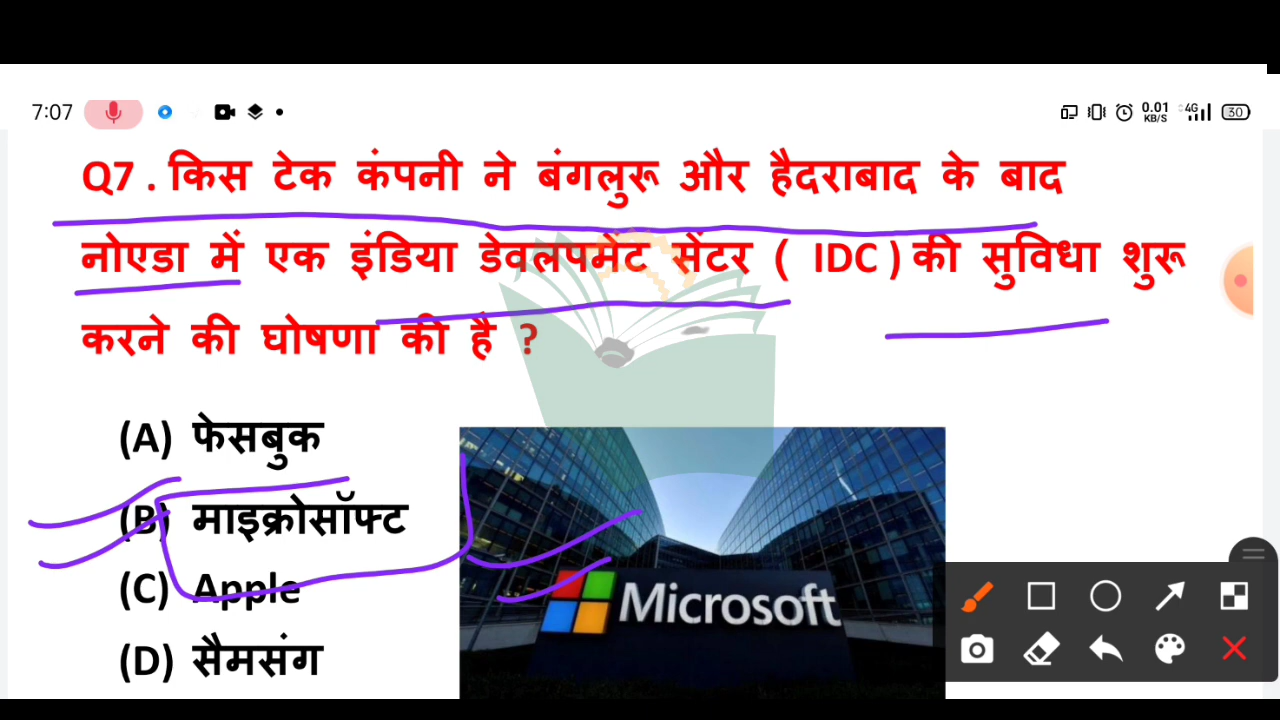 7:07
0.01
KB/S
4G
30
Q7 . किस टेक कंपनी ने बंगलुरू और हैदराबाद के बाद
नोएडा में एक इंडिया डेवलपमेंट सेंटर ( IDC ) की सुविधा शुरू
करने की घोषणा की है ?
(A) फेसबुक
(B) माइक्रोसॉफ्ट
(C) Apple
(D) सैमसंग
Microsoft